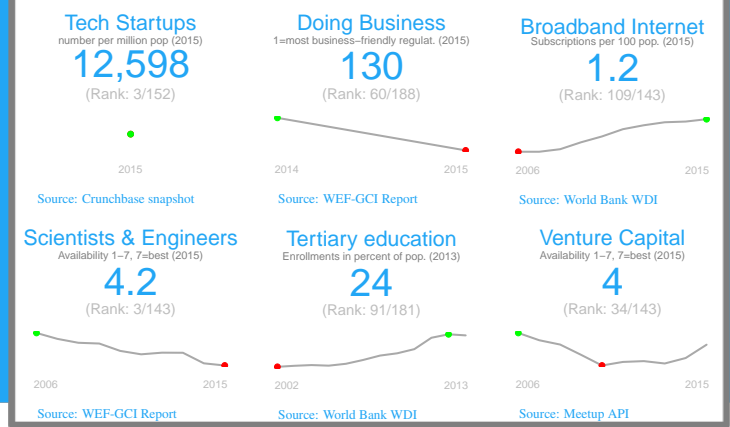 Tech Startups
number per million pop (2015)
12,598
(Rank: 3/152)
2015
Source: Crunchbase snapshot
Doing Business
1=most business−friendly regulat. (2015)
130
(Rank: 60/188)
2014 2015
Source: WEF-GCI Report
Broadband Internet
Subscriptions per 100 pop. (2015)
1.2
(Rank: 109/143)
2006 2015
Source: World Bank WDI
Scientists & Engineers
Availability 1−7, 7=best (2015)
4.2
(Rank: 3/143)
2006 2015
Source: WEF-GCI Report
Tertiary education
Enrollments in percent of pop. (2013)
24
(Rank: 91/181)
2002 2013
Source: World Bank WDI
Venture Capital
Availability 1−7, 7=best (2015)
4
(Rank: 34/143)
2006 2015
Source: Meetup API